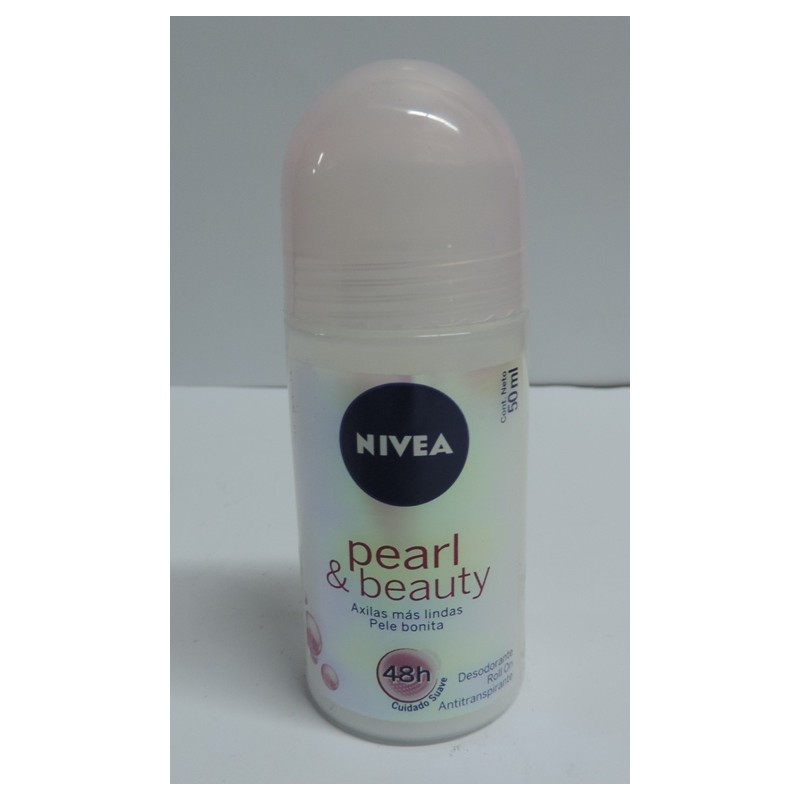 Cont. Neto
50 ml
NIVEA
pearl
& beauty
Axilas más lindas
Pele bonita
48h
Cuidado Suave
Desodorante
Roll On
Antitranspirante